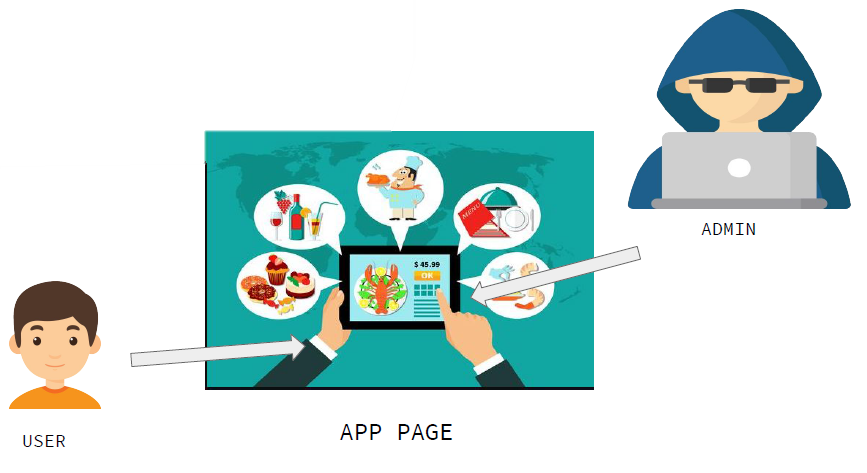 ADMIN
MENU
$ 45.99
OK
USER
APP PAGE